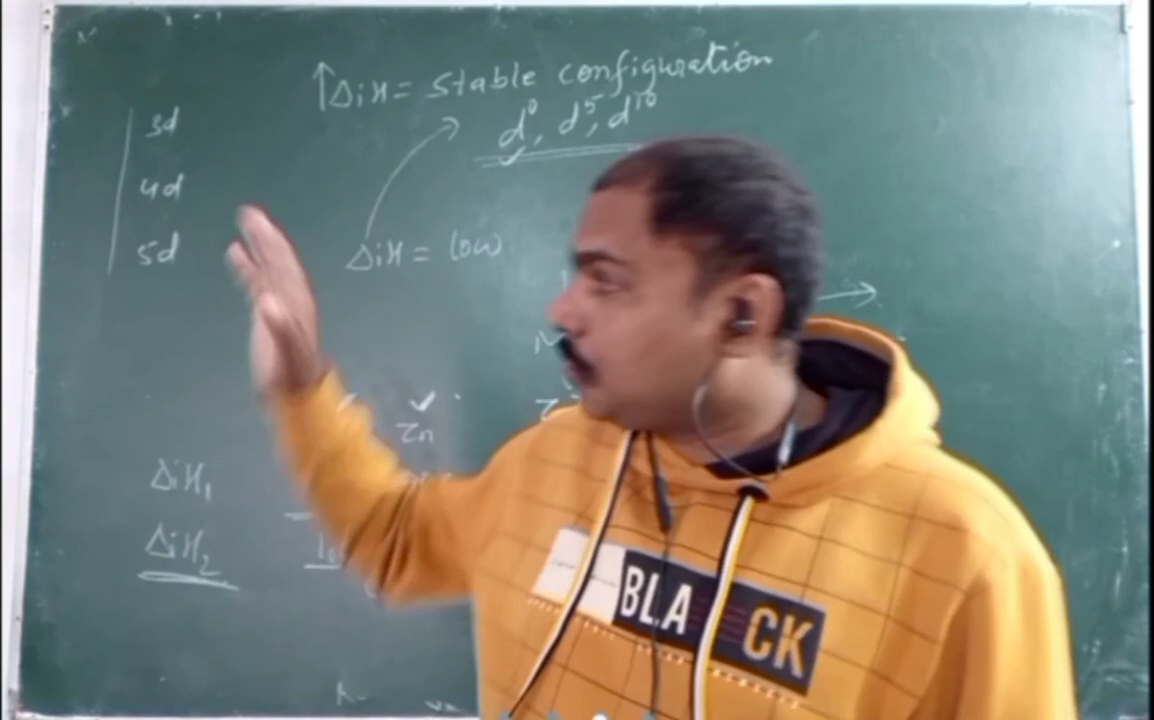 ↑ΔiH = stable configuration
d⁰, d⁵, d¹⁰
3d
4d
5d
ΔiH = low
Zn
ΔiH₁
ΔiH₂
BLACK